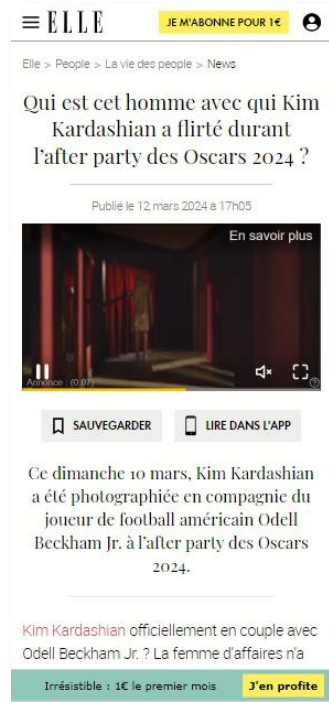 ELLE
JE M'ABONNE POUR 1€
Elle > People > La vie des people > News
Qui est cet homme avec qui Kim
Kardashian a flirté durant
l'after party des Oscars 2024 ?
Publié le 12 mars 2024 à 17h05
En savoir plus
Annonce : (0:07)
SAUVEGARDER
LIRE DANS L'APP
Ce dimanche 10 mars, Kim Kardashian
a été photographiée en compagnie du
joueur de football américain Odell
Beckham Jr. à l'after party des Oscars
2024.
Kim Kardashian officiellement en couple avec
Odell Beckham Jr. ? La femme d'affaires n'a
Irrésistible : 1€ le premier mois
J'en profite